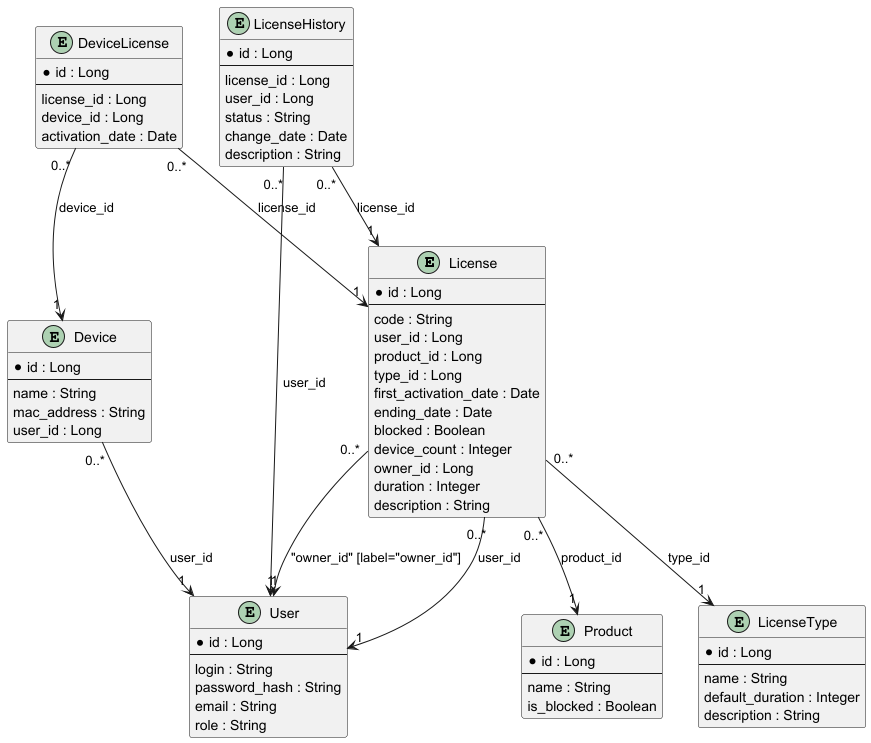 E DeviceLicense
* id : Long
license_id : Long
device_id : Long
activation_date : Date
E LicenseHistory
* id : Long
license_id : Long
user_id : Long
status : String
change_date : Date
description : String
0..*
0..*
0..*
0..*
device_id
license_id
license_id
1
1
1
E License
* id : Long
code : String
user_id : Long
product_id : Long
type_id : Long
first_activation_date : Date
ending_date : Date
blocked : Boolean
device_count : Integer
owner_id : Long
duration : Integer
description : String
E Device
* id : Long
name : String
mac_address : String
user_id : Long
user_id
0..*
0..*
0..*
0..*
0..*
user_id
"owner_id" [label="owner_id"]
user_id
product_id
type_id
1
1
1
1
1
1
E User
* id : Long
login : String
password_hash : String
email : String
role : String
E Product
* id : Long
name : String
is_blocked : Boolean
E LicenseType
* id : Long
name : String
default_duration : Integer
description : String